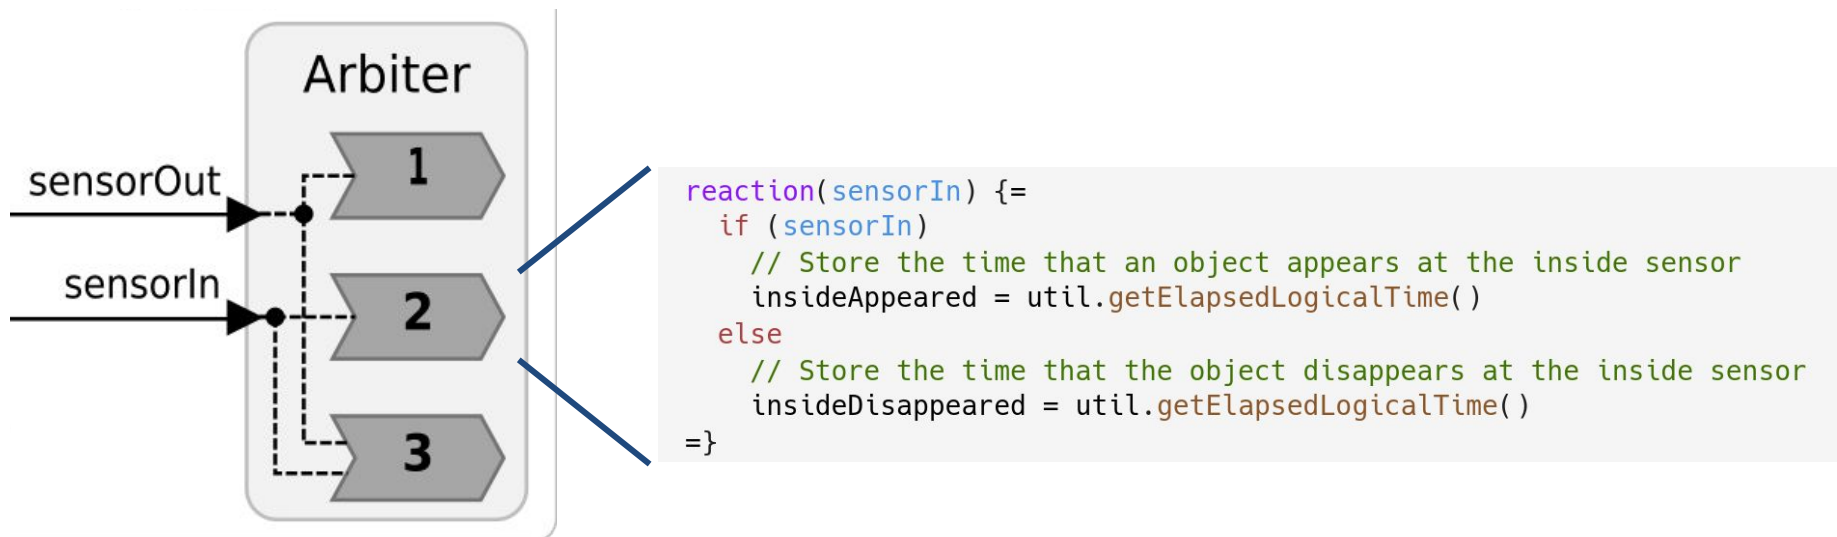 Arbiter
sensorOut
sensorIn
1
2
3
reaction(sensorIn) {=
if (sensorIn)
// Store the time that an object appears at the inside sensor
insideAppeared = util.getElapsedLogicalTime()
else
// Store the time that the object disappears at the inside sensor
insideDisappeared = util.getElapsedLogicalTime()
=}